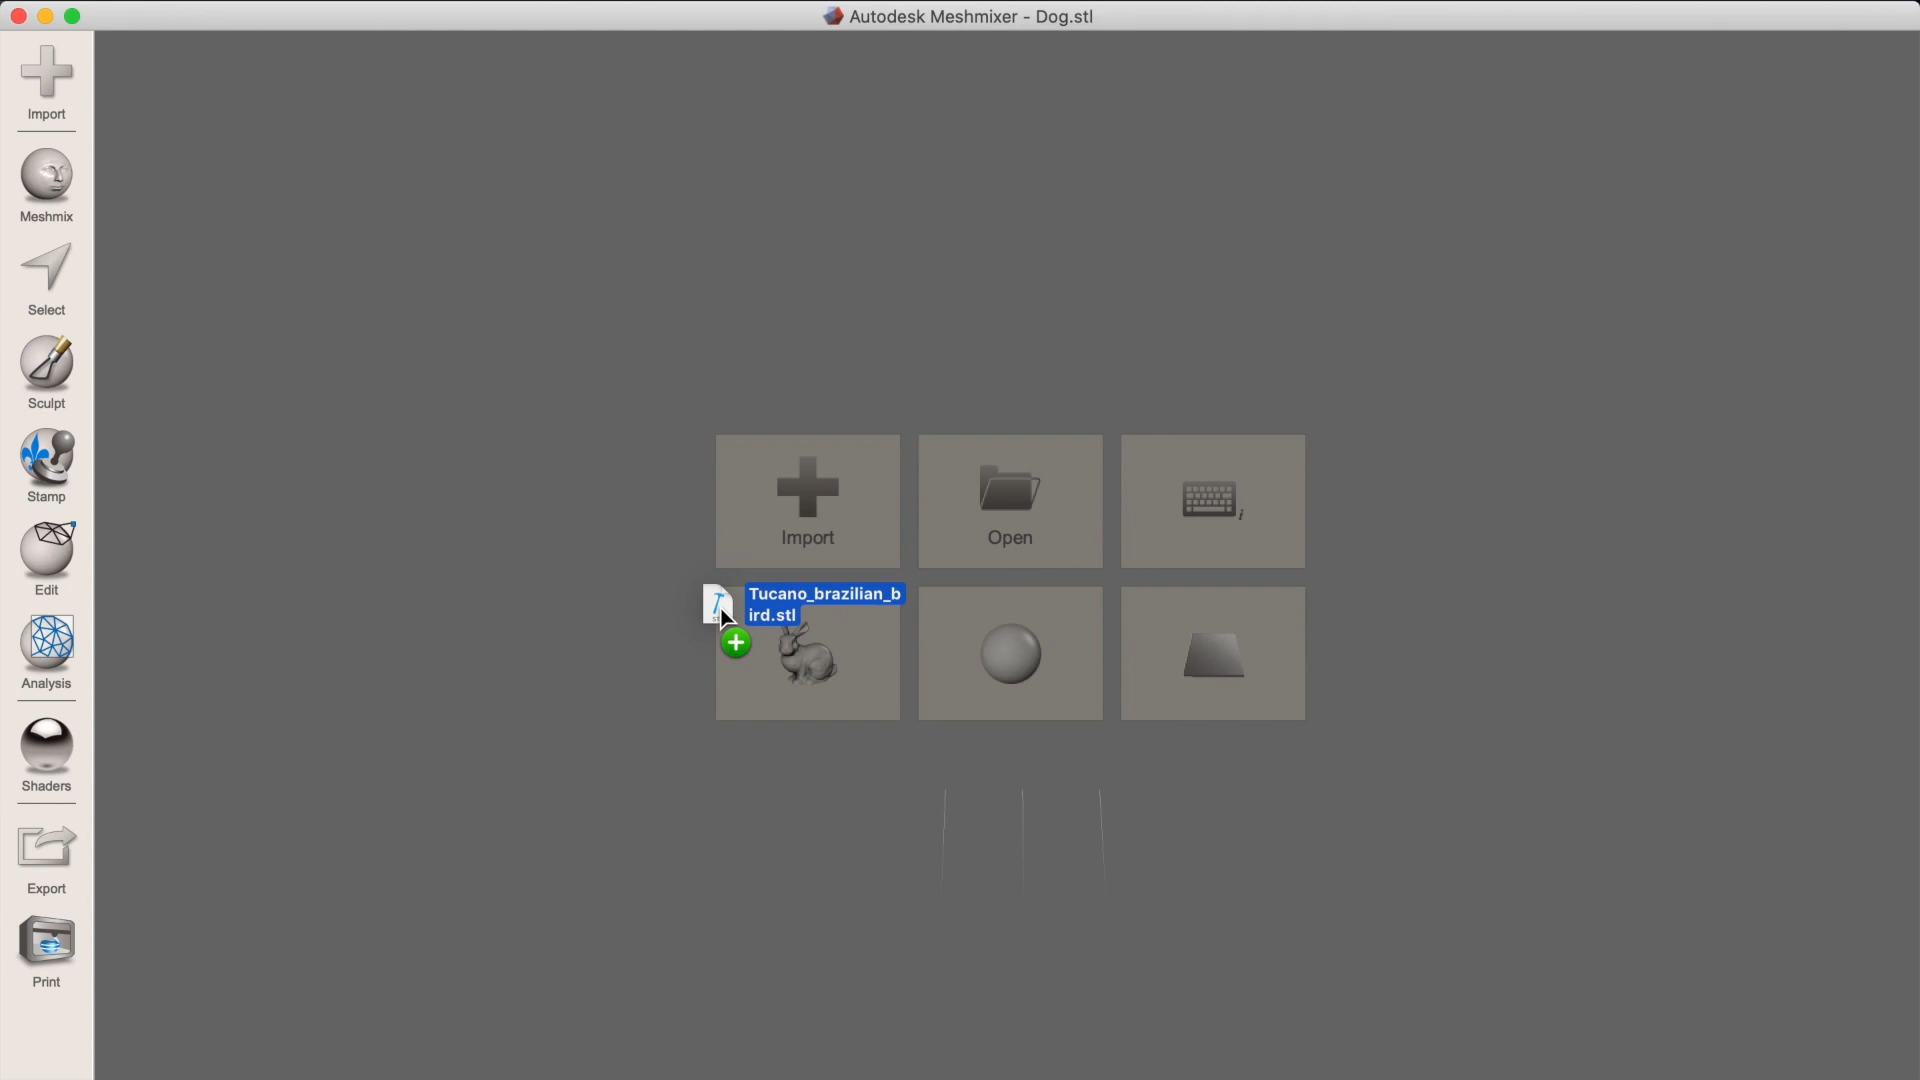 Autodesk Meshmixer - Dog.stl
Import
Meshmix
Select
Sculpt
Stamp
Edit
Analysis
Shaders
Export
Print
Import
Open
i
Tucano_brazilian_b
ird.stl